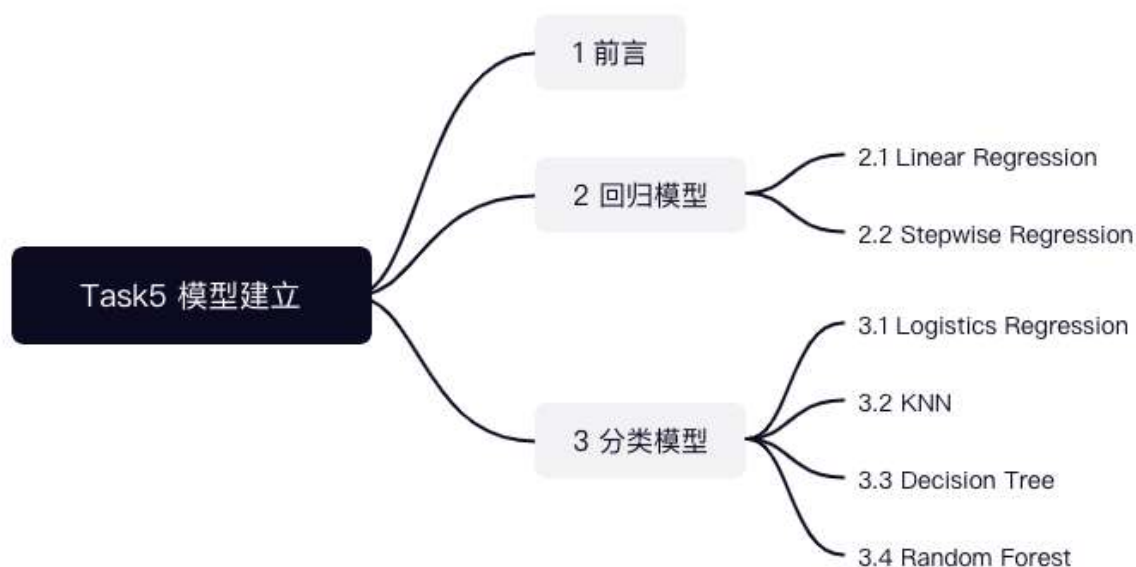 Task5 模型建立
1 前言
2 回归模型
2.1 Linear Regression
2.2 Stepwise Regression
3 分类模型
3.1 Logistics Regression
3.2 KNN
3.3 Decision Tree
3.4 Random Forest